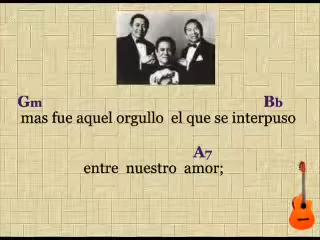 Gm Bb
mas fue aquel orgullo el que se interpuso
A7
entre nuestro amor;